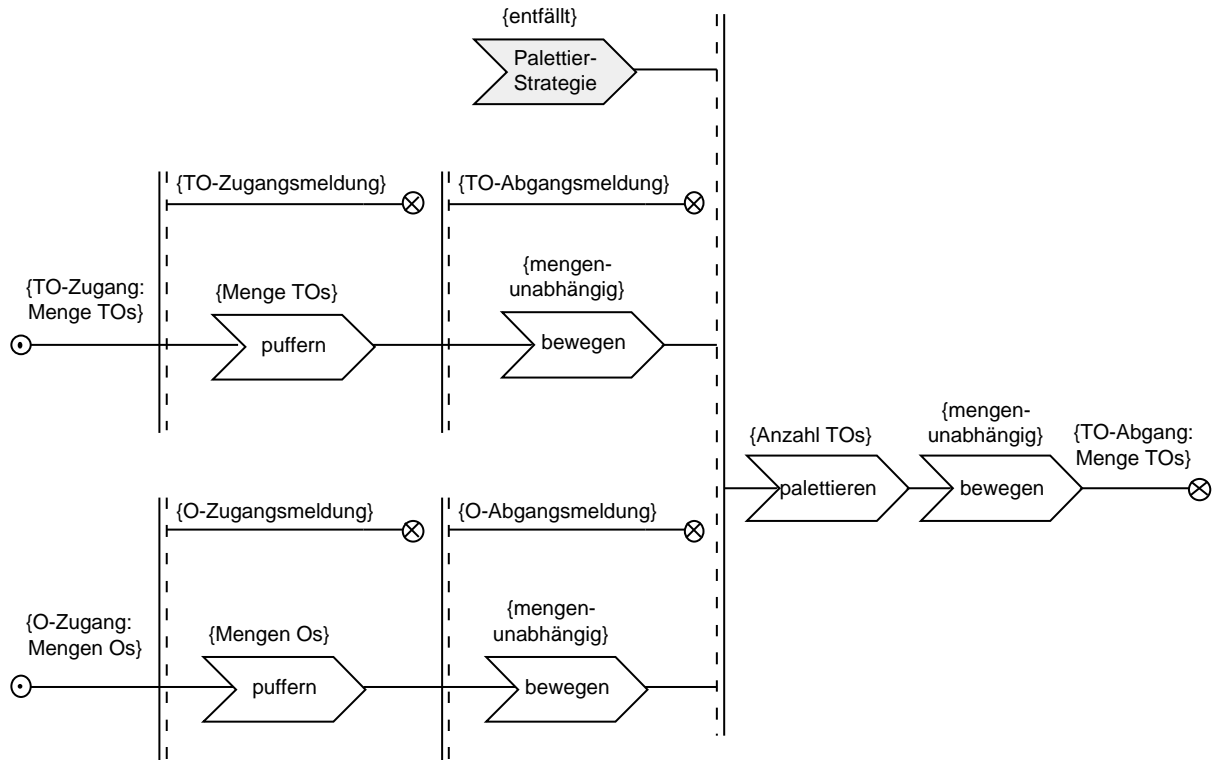 {entfällt}
Palettier-
Strategie
{TO-Zugangsmeldung}
{TO-Abgangsmeldung}
{TO-Zugang:
Menge TOs}
{Menge TOs}
puffern
{mengen-
unabhängig}
bewegen
{Anzahl TOs}
palettieren
{mengen-
unabhängig}
bewegen
{TO-Abgang:
Menge TOs}
{O-Zugangsmeldung}
{O-Abgangsmeldung}
{O-Zugang:
Mengen Os}
{Mengen Os}
puffern
{mengen-
unabhängig}
bewegen